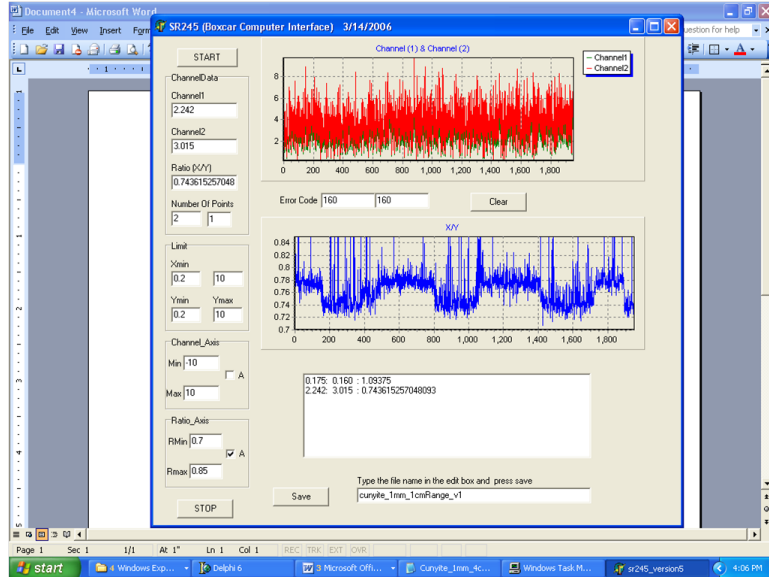 Document4 - Microsoft Word
File Edit View Insert Form
uestion for help
SR245 (Boxcar Computer Interface) 3/14/2006
START
ChannelData
Channel1
2.242
Channel2
3.015
Ratio (X/Y)
0.743615257048
Number Of Points
2 1
Limit
Xmin
0.2 10
Ymin Ymax
0.2 10
Channel_Axis
Min -10
A
Max 10
Ratio_Axis
RMin 0.7
A
Rmax 0.85
STOP
Channel (1) & Channel (2)
Channel1
Channel2
8
6
4
2
0 200 400 600 800 1,000 1,200 1,400 1,600 1,800
Error Code 160 160 Clear
X/Y
0.84
0.82
0.8
0.78
0.76
0.74
0.72
0.7
0 200 400 600 800 1,000 1,200 1,400 1,600 1,800
0.175: 0.160 : 1.09375
2.242: 3.015 : 0.743615257048093
Type the file name in the edit box and press save
Save cunyite_1mm_1cmRange_v1
Page 1 Sec 1 1/1 At 1" Ln 1 Col 1 REC TRK EXT OVR
start 4 Windows Exp... Delphi 6 3 Microsoft Offi... Cunyite_1mm_4c... Windows Task M... sr245_version5 4:06 PM